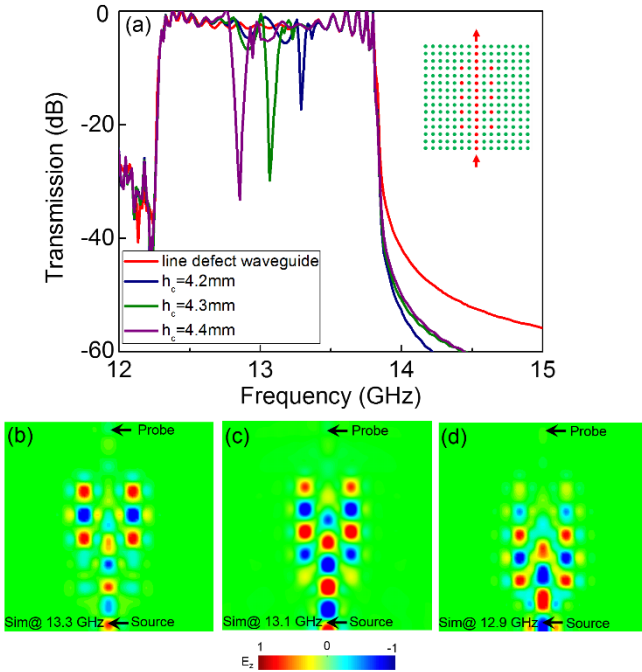 (a)
0
-20
-40
-60
Transmission (dB)
line defect waveguide
h_c=4.2mm
h_c=4.3mm
h_c=4.4mm
12 13 14 15
Frequency (GHz)
(b) Probe
Sim@ 13.3 GHz Source
(c) Probe
Sim@ 13.1 GHz Source
(d) Probe
Sim@ 12.9 GHz Source
E_z 1 0 -1